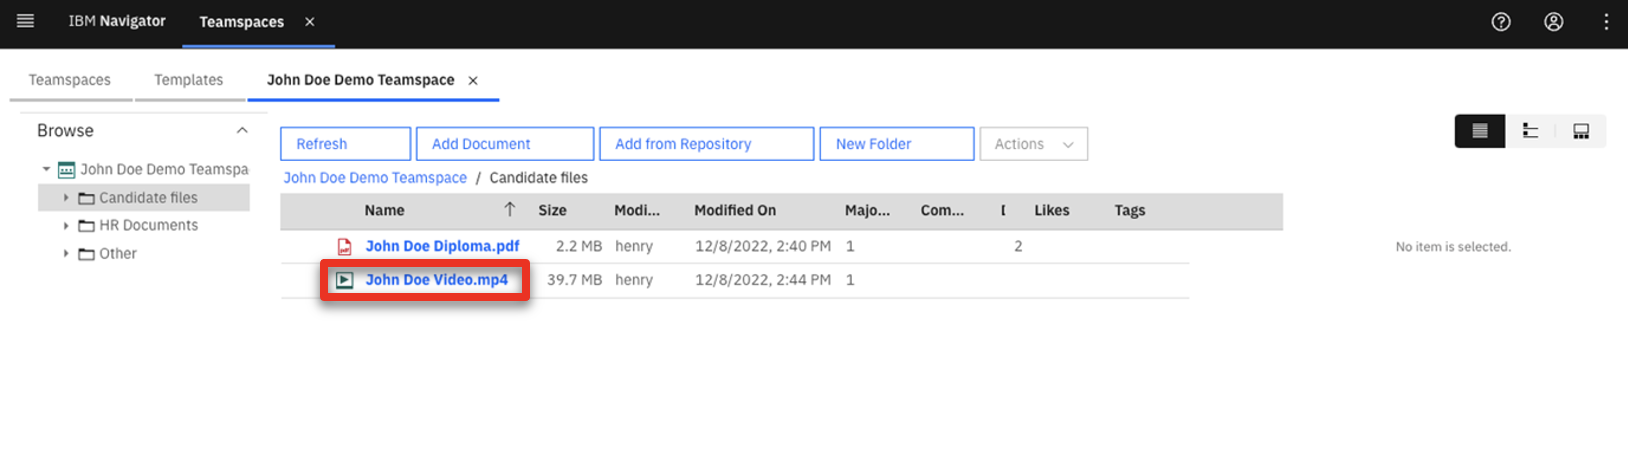 IBM Navigator Teamspaces
Teamspaces Templates John Doe Demo Teamspace
Browse
John Doe Demo Teamspa
Candidate files
HR Documents
Other
Refresh Add Document Add from Repository New Folder Actions
John Doe Demo Teamspace / Candidate files
Name Size Modi... Modified On Majo... Com... Likes Tags
John Doe Diploma.pdf 2.2 MB henry 12/8/2022, 2:40 PM 1 2
John Doe Video.mp4 39.7 MB henry 12/8/2022, 2:44 PM 1
No item is selected.